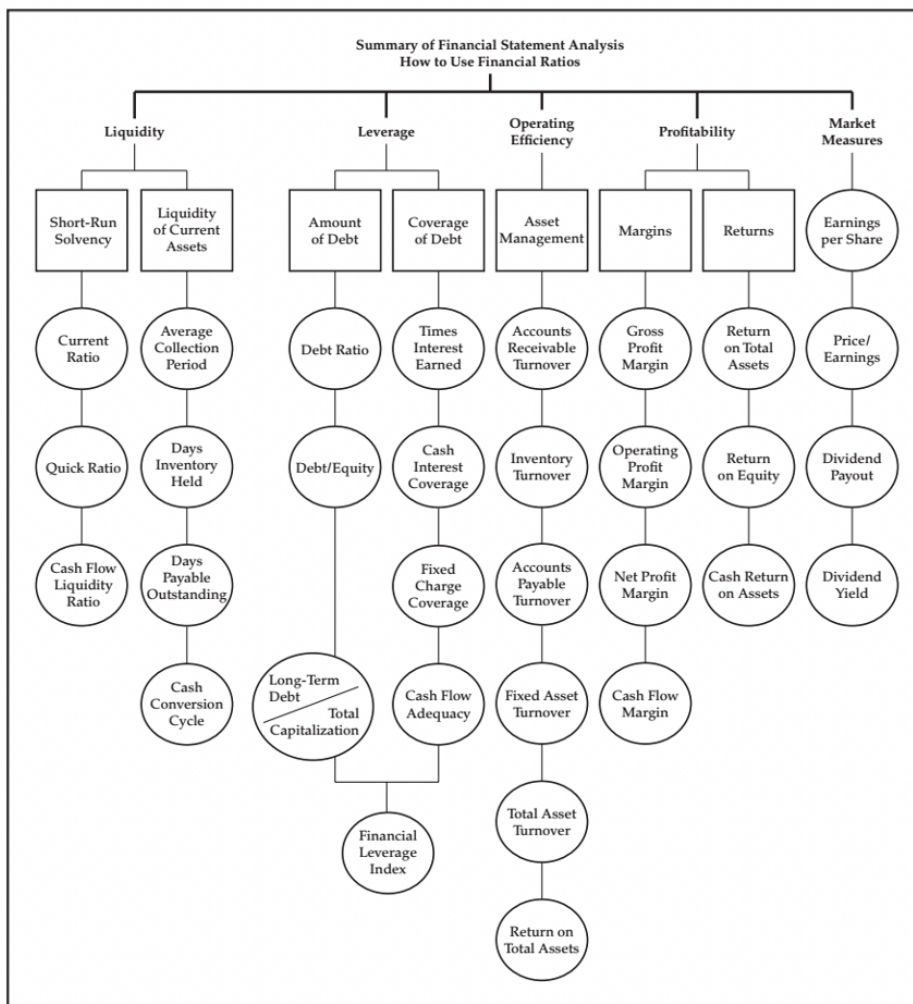 Summary of Financial Statement Analysis
How to Use Financial Ratios
Liquidity
Leverage
Operating
Efficiency
Profitability
Market
Measures
Short-Run
Solvency
Liquidity
of Current
Assets
Amount
of Debt
Coverage
of Debt
Asset
Management
Margins
Returns
Earnings
per Share
Current
Ratio
Average
Collection
Period
Debt Ratio
Times
Interest
Earned
Accounts
Receivable
Turnover
Gross
Profit
Margin
Return
on Total
Assets
Price/
Earnings
Quick Ratio
Days
Inventory
Held
Debt/Equity
Cash
Interest
Coverage
Inventory
Turnover
Operating
Profit
Margin
Return
on Equity
Dividend
Payout
Cash Flow
Liquidity
Ratio
Days
Payable
Outstanding
Fixed
Charge
Coverage
Accounts
Payable
Turnover
Net Profit
Margin
Cash Return
on Assets
Dividend
Yield
Cash
Conversion
Cycle
Long-Term
Debt
Total
Capitalization
Cash Flow
Adequacy
Fixed Asset
Turnover
Cash Flow
Margin
Financial
Leverage
Index
Total Asset
Turnover
Return on
Total Assets